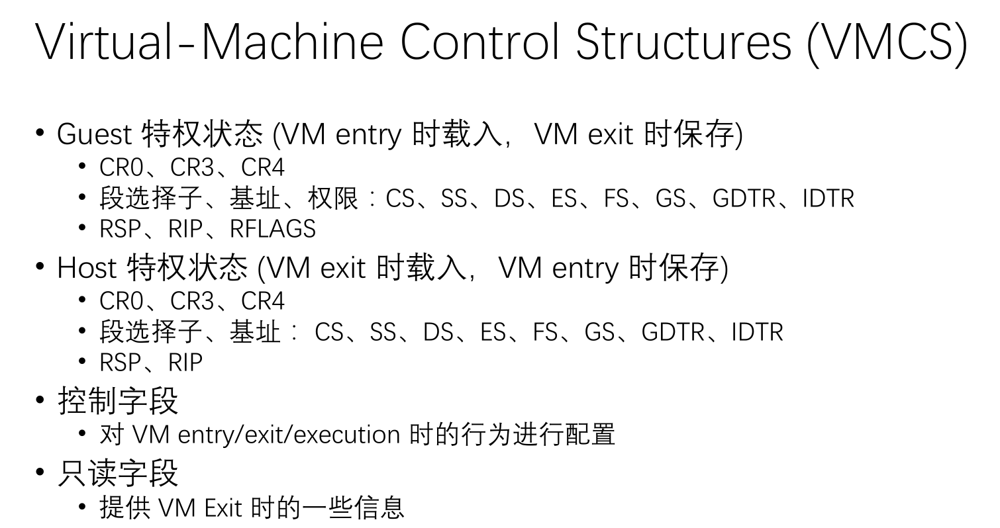 Virtual-Machine Control Structures (VMCS)
• Guest 特权状态 (VM entry 时载入，VM exit 时保存)
• CR0、CR3、CR4
• 段选择子、基址、权限：CS、SS、DS、ES、FS、GS、GDTR、IDTR
• RSP、RIP、RFLAGS
• Host 特权状态 (VM exit 时载入，VM entry 时保存)
• CR0、CR3、CR4
• 段选择子、基址： CS、SS、DS、ES、FS、GS、GDTR、IDTR
• RSP、RIP
• 控制字段
• 对 VM entry/exit/execution 时的行为进行配置
• 只读字段
• 提供 VM Exit 时的一些信息